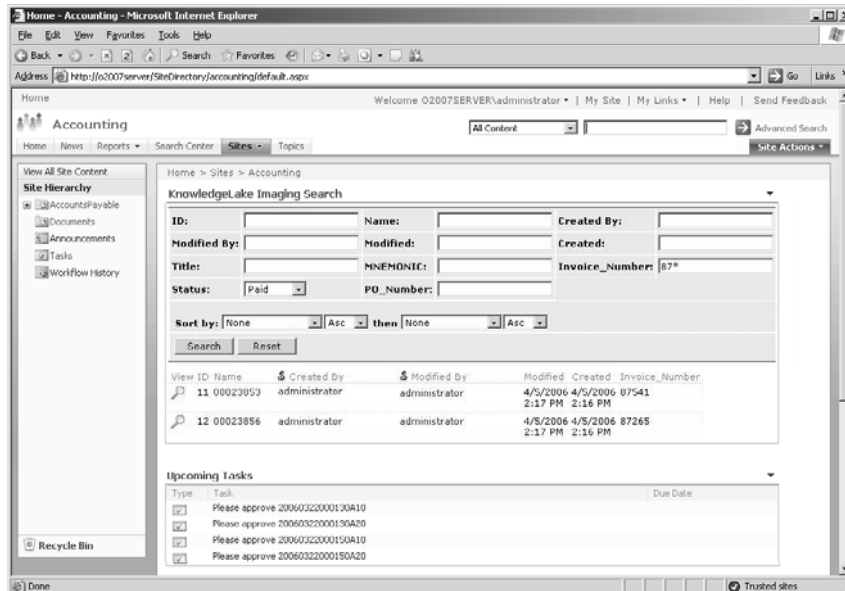 Home - Accounting - Microsoft Internet Explorer
File Edit View Favorites Tools Help
Back Search Favorites
Address http://o2007server/SiteDirectory/accounting/default.aspx Go Links
Home Welcome O2007SERVER\administrator | My Site | My Links | Help | Send Feedback
Accounting All Content Advanced Search
Home News Reports Search Center Sites Topics Site Actions
View All Site Content
Site Hierarchy
AccountsPayable
Documents
Announcements
Tasks
Workflow History
Recycle Bin
Home > Sites > Accounting
KnowledgeLake Imaging Search
ID: Name: Created By:
Modified By: Modified: Created:
Title: MNEMONIC: Invoice_Number: 87*
Status: Paid PO_Number:
Sort by: None Asc then None Asc
Search Reset
View ID Name Created By Modified By Modified Created Invoice_Number
11 00023853 administrator administrator 4/5/2006 4/5/2006 87541
2:17 PM 2:16 PM
12 00023856 administrator administrator 4/5/2006 4/5/2006 87265
2:17 PM 2:16 PM
Upcoming Tasks
Type Task Due Date
Please approve 20060322000130A10
Please approve 20060322000130A20
Please approve 20060322000150A10
Please approve 20060322000150A20
Done Trusted sites